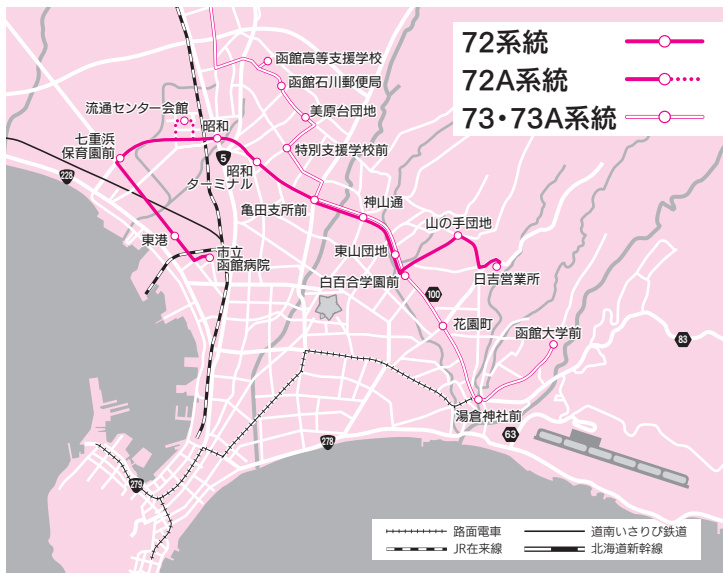 72系統
72A系統
73・73A系統
函館高等支援学校
函館石川郵便局
流通センター会館
美原台団地
昭和
七重浜
保育園前
5
特別支援学校前
昭和
ターミナル
228
亀田支所前
神山通
山の手団地
東港
市立
函館病院
東山団地
白百合学園前
日吉営業所
100
花園町
函館大学前
83
湯倉神社前
63
278
279
路面電車
道南いさりび鉄道
JR在来線
北海道新幹線